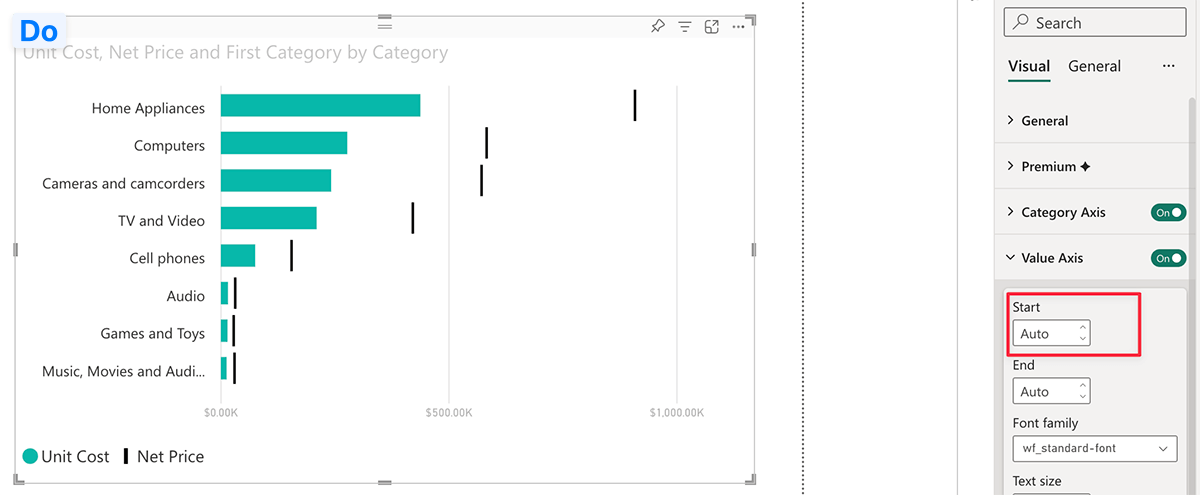 Do
Unit Cost, Net Price and First Category by Category
Home Appliances
Computers
Cameras and camcorders
TV and Video
Cell phones
Audio
Games and Toys
Music, Movies and Audi...
$0.00K $500.00K $1,000.00K
Unit Cost Net Price
Search
Visual General
General
Premium
Category Axis On
Value Axis On
Start
Auto
End
Auto
Font family
wf_standard-font
Text size